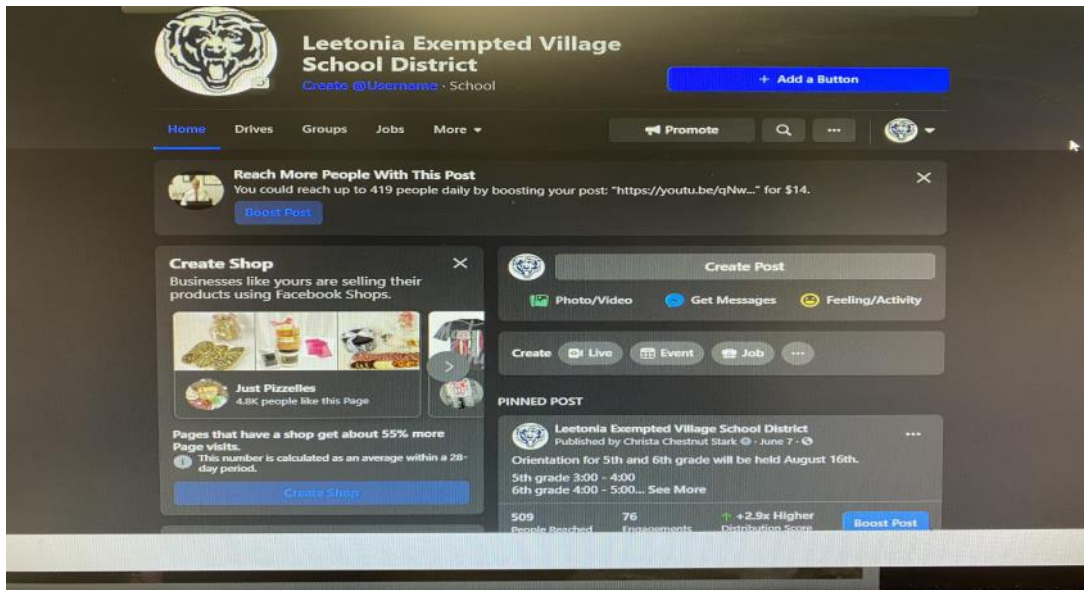 Leetonia Exempted Village
School District
Create @Username · School
+ Add a Button
Home Drives Groups Jobs More
Promote
Reach More People With This Post
You could reach up to 419 people daily by boosting your post: "https://youtu.be/qNw..." for $14.
Boost Post
Create Shop
Businesses like yours are selling their
products using Facebook Shops.
Just Pizzelles
4.8K people like this Page
Pages that have a shop get about 55% more
Page visits.
This number is calculated as an average within a 28-
day period.
Create Shop
Create Post
Photo/Video Get Messages Feeling/Activity
Create Live Event Job
PINNED POST
Leetonia Exempted Village School District
Published by Christa Chestnut Stark · June 7 ·
Orientation for 5th and 6th grade will be held August 16th.
5th grade 3:00 - 4:00
6th grade 4:00 - 5:00... See More
509 76 +2.9x Higher
People Reached Engagements Distribution Score
Boost Post